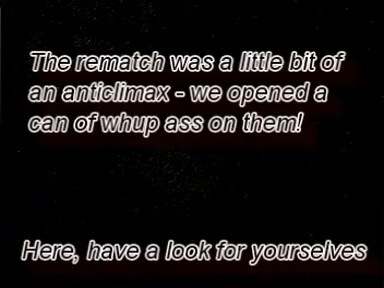 The rematch was a little bit of
an anticlimax - we opened a
can of whup ass on them!
Here, have a look for yourselves